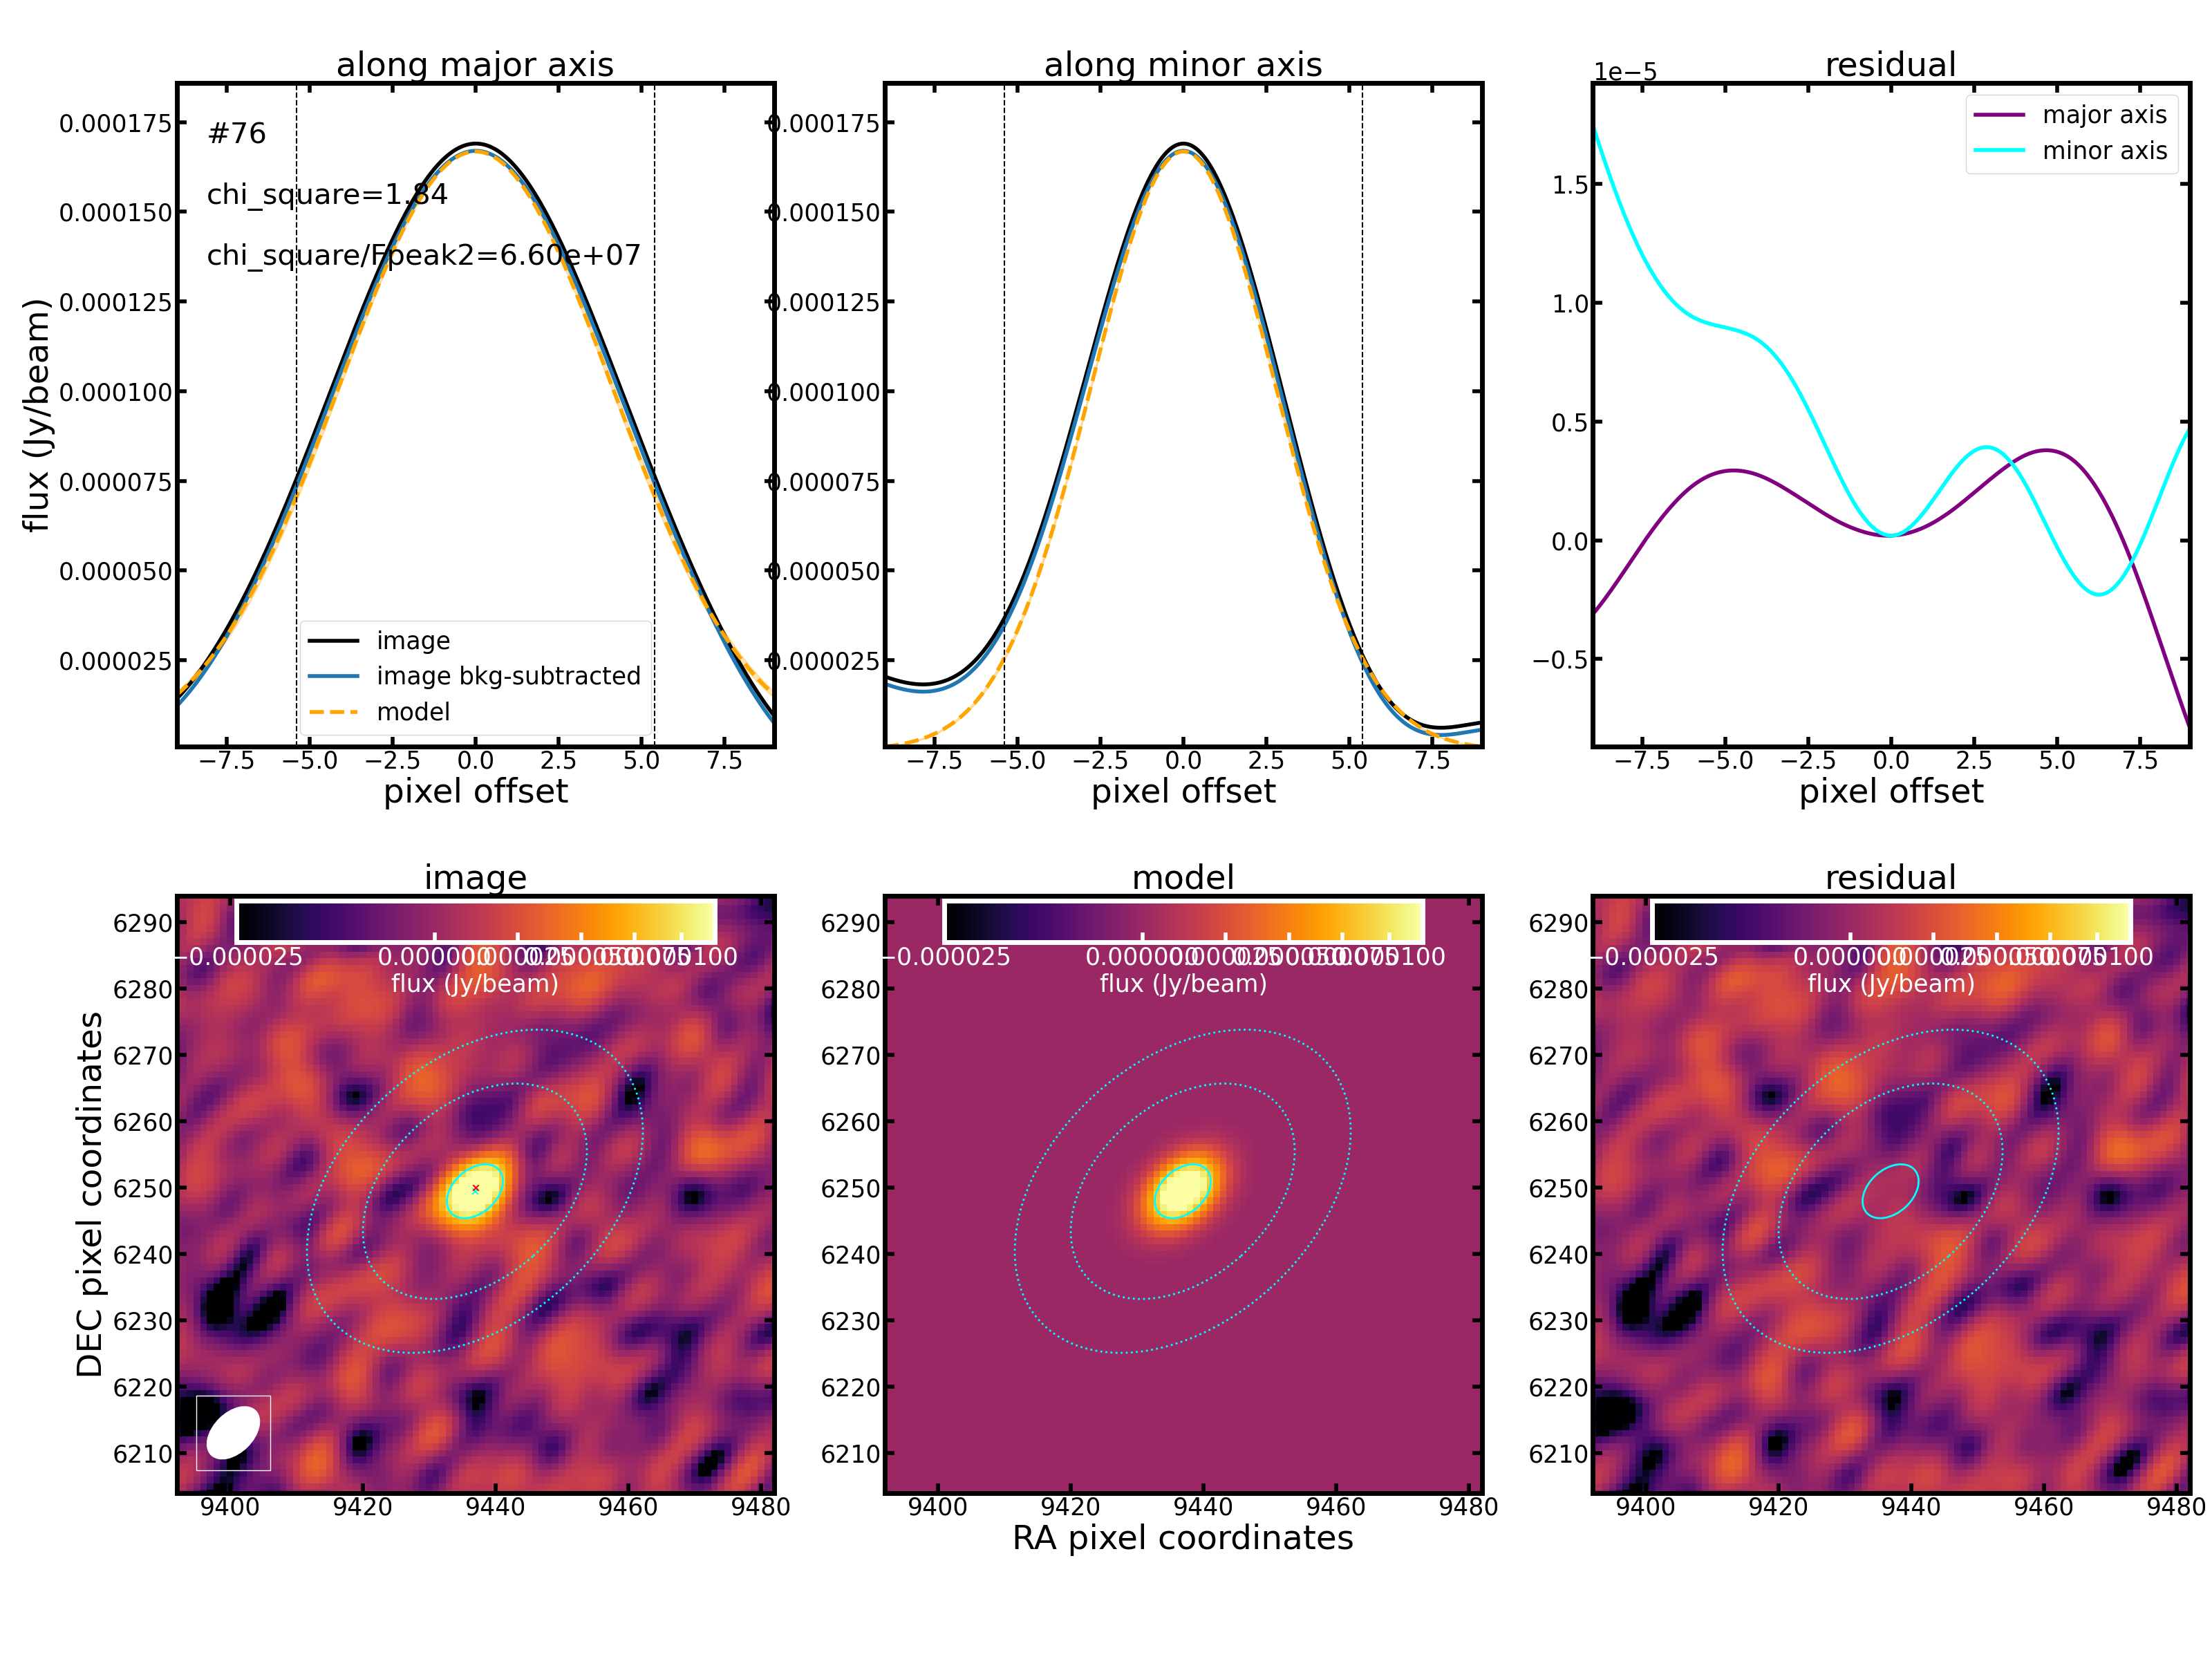 along major axis
along minor axis
residual
1e−5
#76
chi_square=1.84
chi_square/Fpeak2=6.60e+07
flux (Jy/beam)
0.000175
0.000150
0.000125
0.000100
0.000075
0.000050
0.000025
image
image bkg-subtracted
model
−7.5 −5.0 −2.5 0.0 2.5 5.0 7.5
pixel offset
0.000175
0.000150
0.000125
0.000100
0.000075
0.000050
0.000025
−7.5 −5.0 −2.5 0.0 2.5 5.0 7.5
pixel offset
major axis
minor axis
1.5
1.0
0.5
0.0
−0.5
−7.5 −5.0 −2.5 0.0 2.5 5.0 7.5
pixel offset
image
model
residual
DEC pixel coordinates
6290
6280
6270
6260
6250
6240
6230
6220
6210
−0.000025
flux (Jy/beam)
9400 9420 9440 9460 9480
6290
6280
6270
6260
6250
6240
6230
6220
6210
−0.000025
flux (Jy/beam)
9400 9420 9440 9460 9480
RA pixel coordinates
6290
6280
6270
6260
6250
6240
6230
6220
6210
−0.000025
flux (Jy/beam)
9400 9420 9440 9460 9480